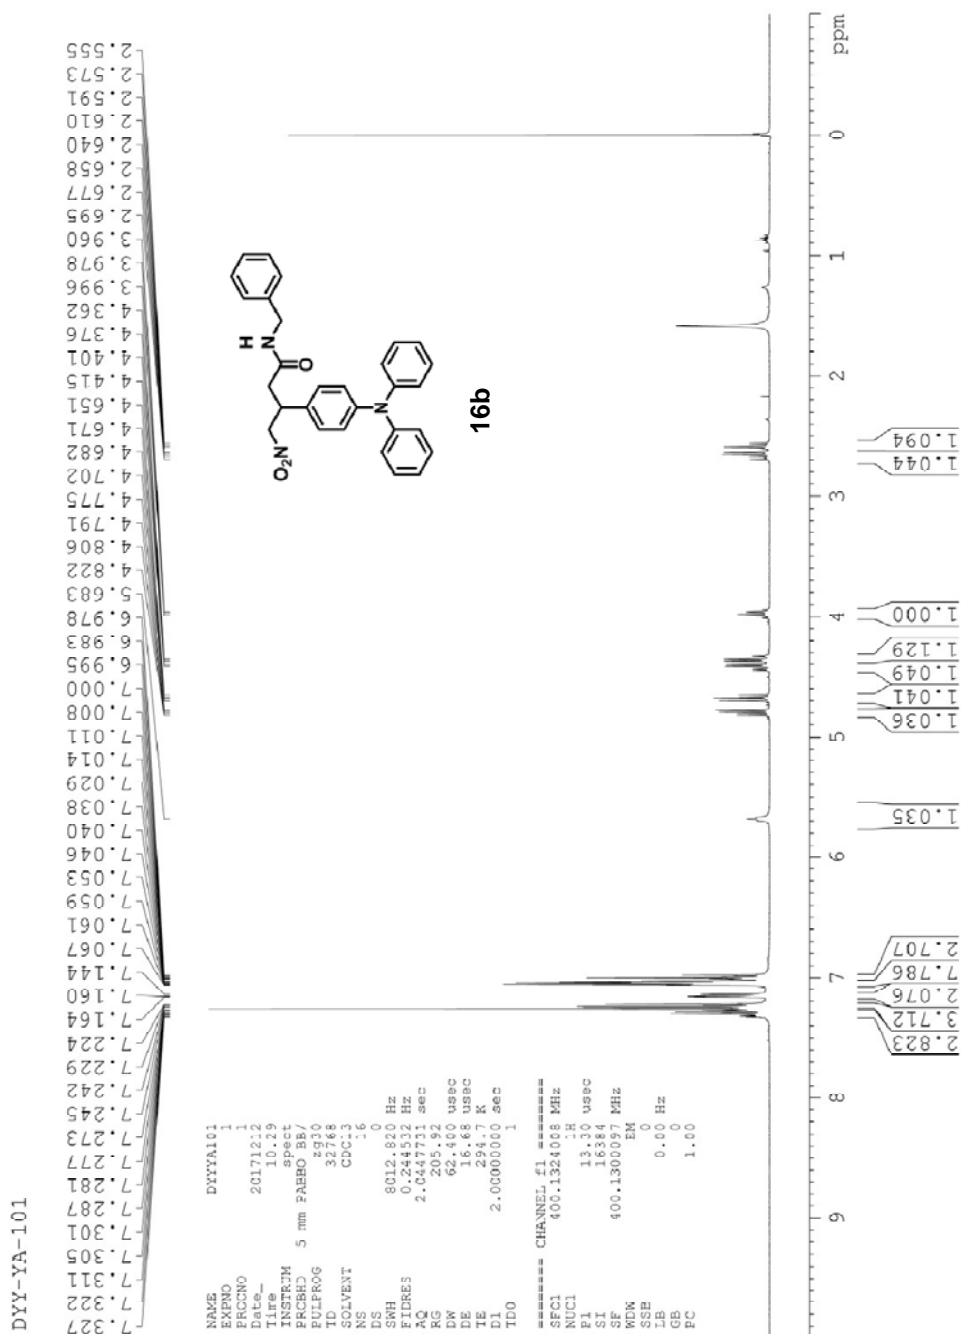 DYY-YA-101
7.327
7.322
7.311
7.305
7.301
7.287
7.281
7.277
7.273
7.245
7.242
7.229
7.224
7.164
7.160
7.144
7.067
7.061
7.059
7.053
7.046
7.040
7.038
7.029
7.014
7.011
7.008
7.000
6.995
6.983
6.978
5.683
4.822
4.806
4.791
4.775
4.702
4.682
4.671
4.651
4.415
4.401
4.376
4.362
3.996
3.978
3.960
2.695
2.677
2.658
2.640
2.610
2.591
2.573
2.555
NAME DYYYA101
EXPNO 1
PROCNO 1
Date_ 20171212
Time 10.29
INSTRUM spect
PROBHD 5 mm PABBO BB/
PULPROG zg30
TD 32768
SOLVENT CDCl3
NS 16
DS 0
SWH 8012.820 Hz
FIDRES 0.244532 Hz
AQ 2.0447731 sec
RG 205.92
DW 62.400 usec
DE 16.68 usec
TE 294.7 K
D1 2.00000000 sec
TD0 1
======== CHANNEL f1 ========
SFO1 400.1324008 MHz
NUC1 1H
P1 13.30 usec
SI 16384
SF 400.1300097 MHz
WDW EM
SSB 0
LB 0.00 Hz
GB 0
PC 1.00
H
N
O
O2N
N
16b
9 8 7 6 5 4 3 2 1 0 ppm
2.823
3.712
2.076
7.786
2.707
1.035
1.036
1.041
1.049
1.129
1.000
1.044
1.094